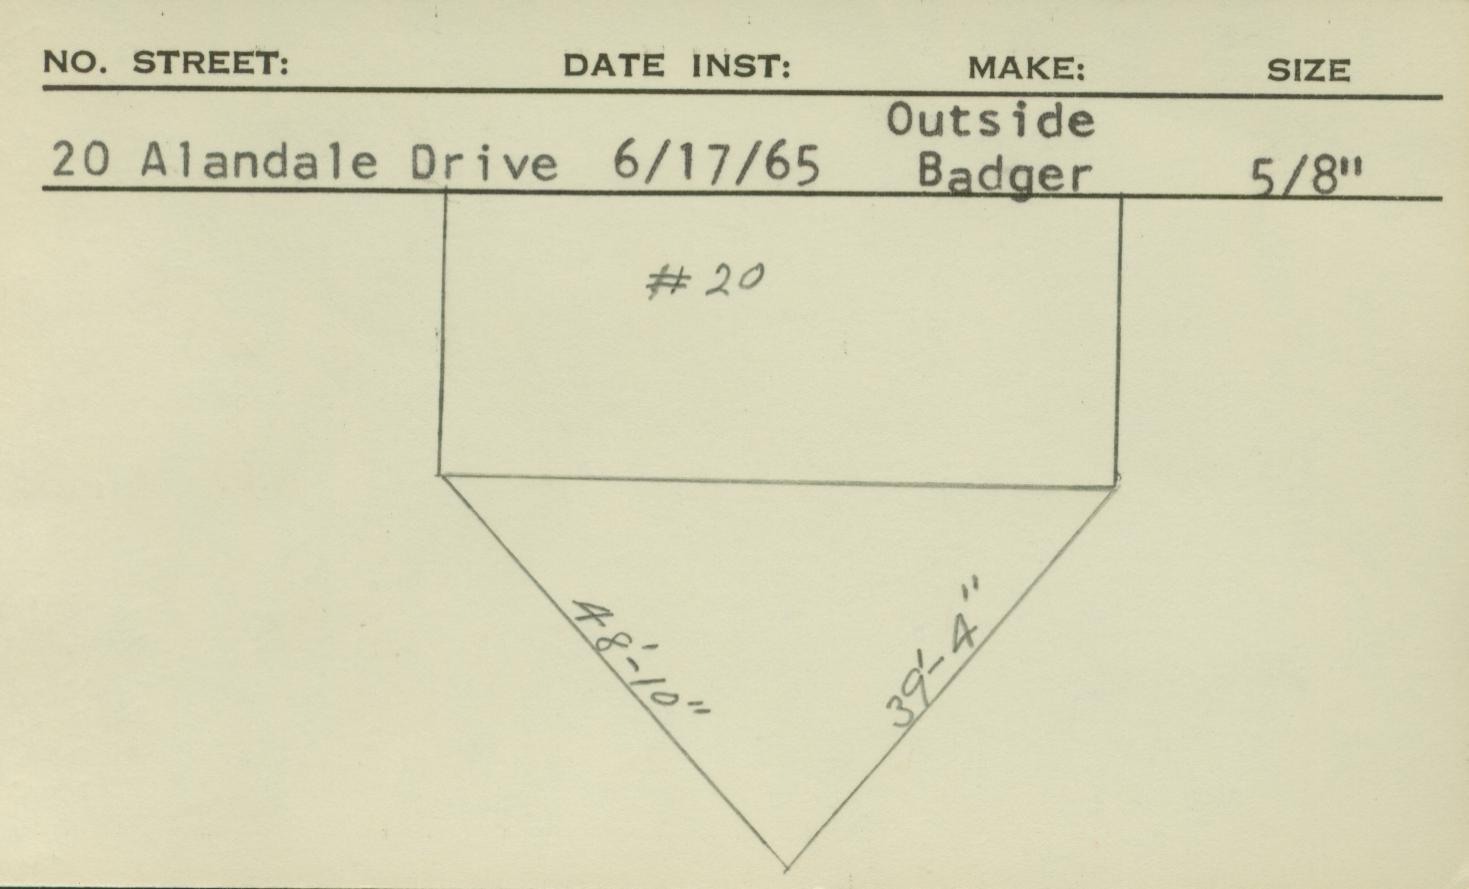 NO. STREET: DATE INST: MAKE: SIZE
Outside
20 Alandale Drive 6/17/65 Badger 5/8"
# 20
48'-10"
39'-4"